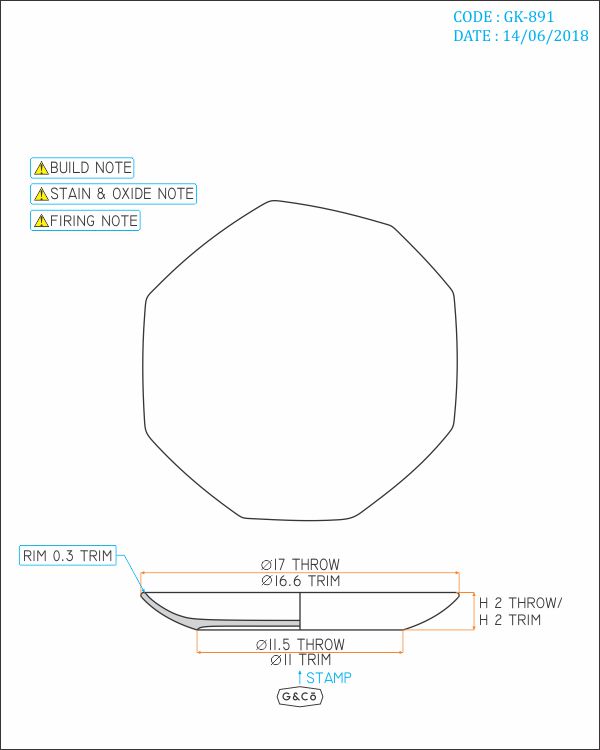 CODE : GK-891
DATE : 14/06/2018
BUILD NOTE
STAIN & OXIDE NOTE
FIRING NOTE
RIM 0.3 TRIM
Ø17 THROW
Ø16.6 TRIM
H 2 THROW/
H 2 TRIM
Ø11.5 THROW
Ø11 TRIM
STAMP
G&Cō